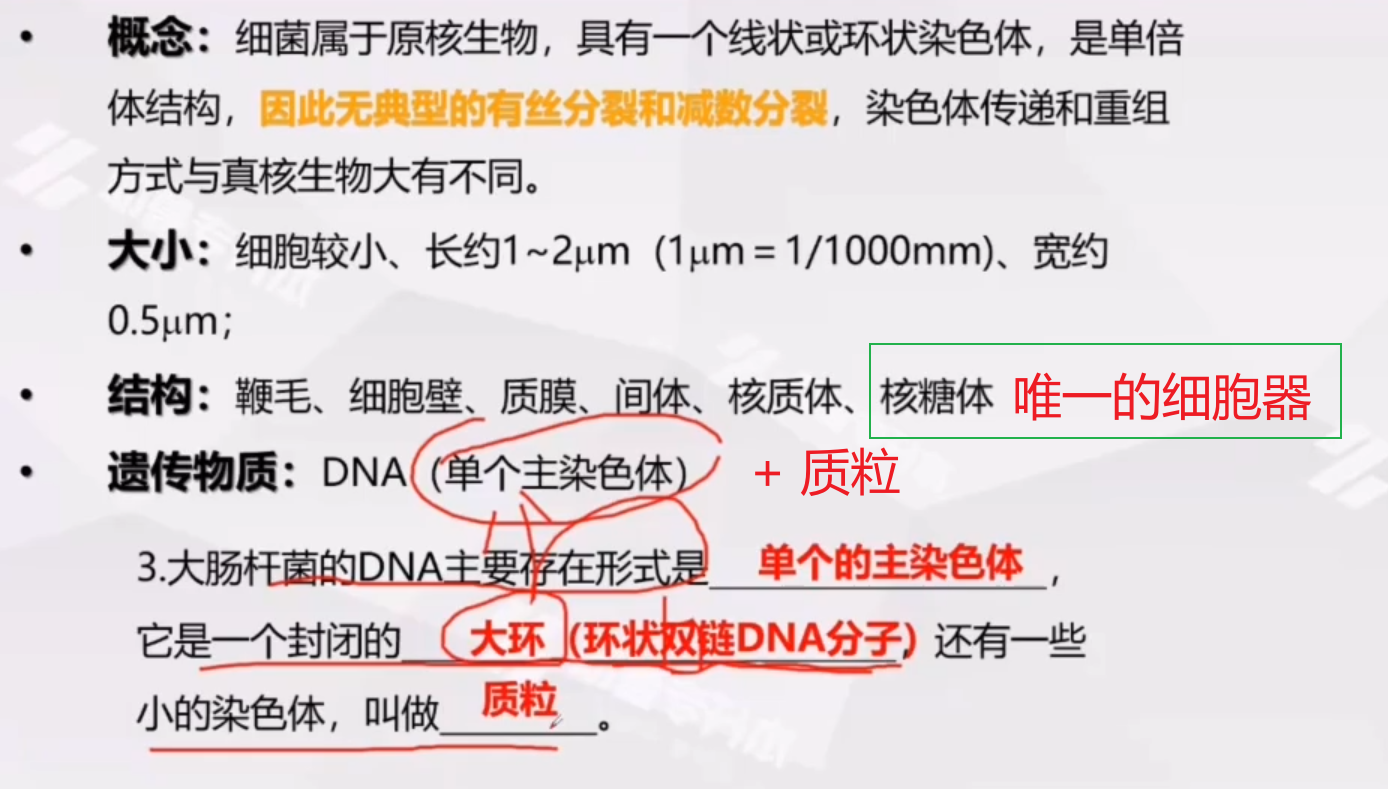 • 概念：细菌属于原核生物，具有一个线状或环状染色体，是单倍
体结构，因此无典型的有丝分裂和减数分裂，染色体传递和重组
方式与真核生物大有不同。
• 大小：细胞较小、长约1~2μm（1μm＝1/1000mm)、宽约
0.5μm；
• 结构：鞭毛、细胞壁、质膜、间体、核质体、核糖体 唯一的细胞器
• 遗传物质：DNA（单个主染色体） + 质粒
3.大肠杆菌的DNA主要存在形式是 单个的主染色体，
它是一个封闭的 大环（环状双链DNA分子），还有一些
小的染色体，叫做 质粒。